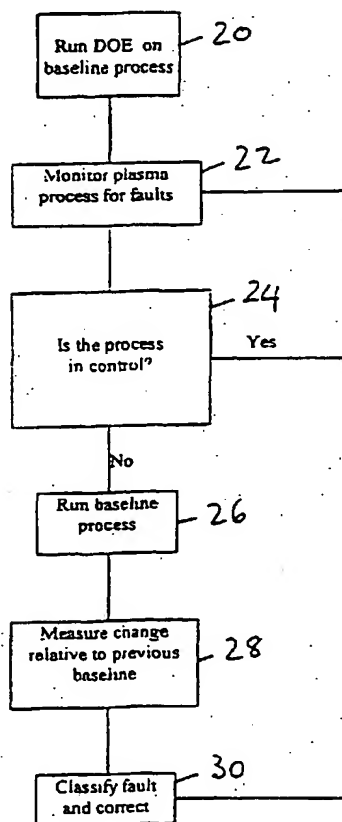 Run DOE on
baseline process
20
Monitor plasma
process for faults
22
Is the process
in control?
24
Yes
No
Run baseline
process
26
Measure change
relative to previous
baseline
28
Classify fault
and correct
30